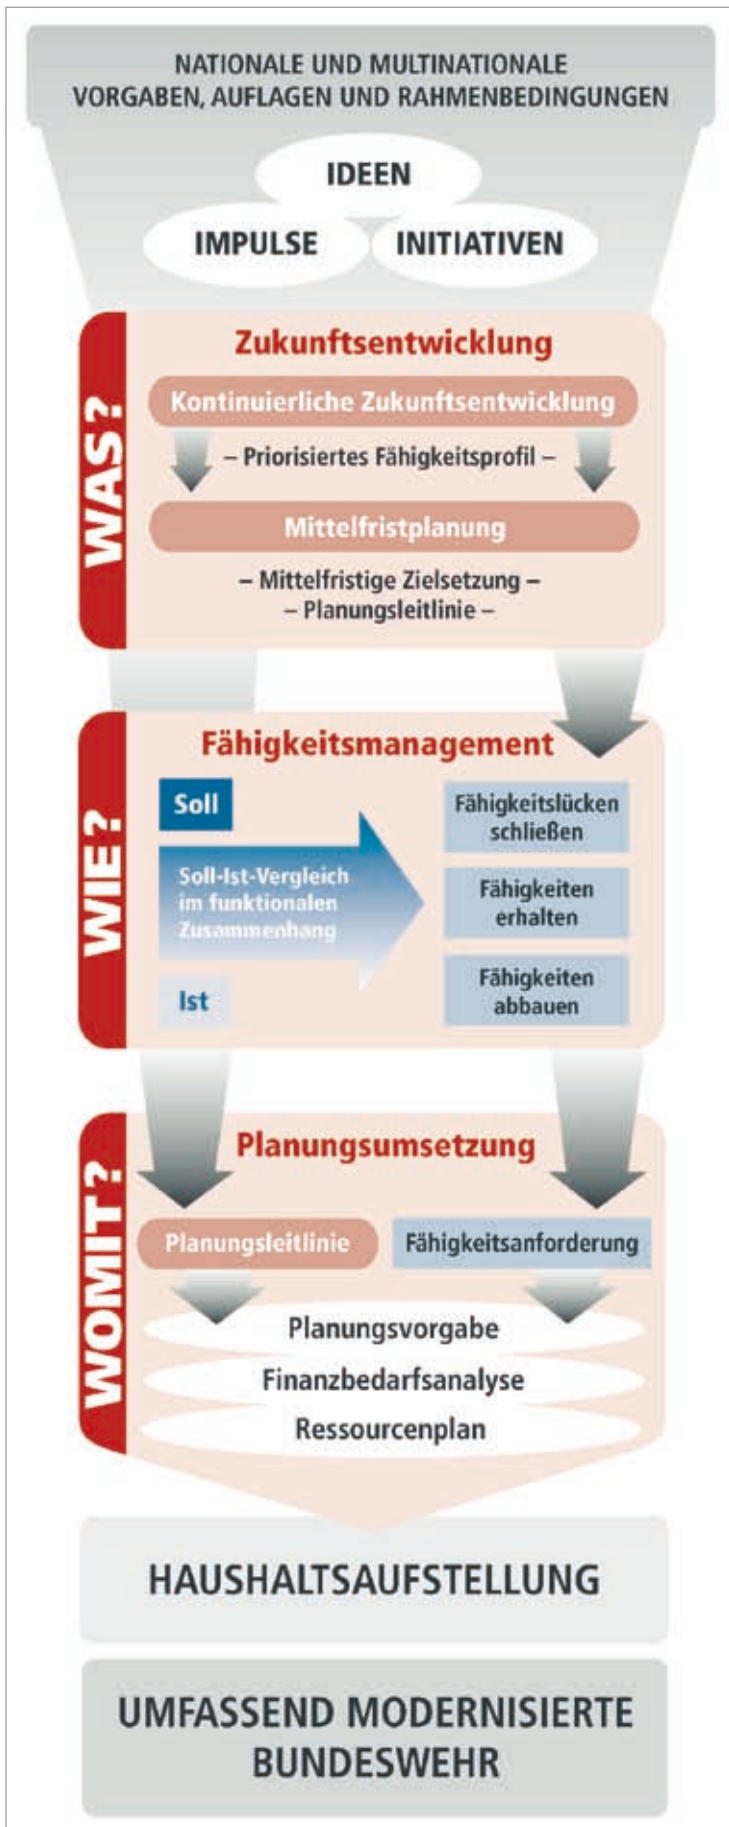 NATIONALE UND MULTINATIONALE
VORGABEN, AUFLAGEN UND RAHMENBEDINGUNGEN
IDEEN
IMPULSE
INITIATIVEN
WAS?
Zukunftsentwicklung
Kontinuierliche Zukunftsentwicklung
– Priorisiertes Fähigkeitsprofil –
Mittelfristplanung
– Mittelfristige Zielsetzung –
– Planungsleitlinie –
WIE?
Fähigkeitsmanagement
Soll
Soll-Ist-Vergleich
im funktionalen
Zusammenhang
Ist
Fähigkeitslücken
schließen
Fähigkeiten
erhalten
Fähigkeiten
abbauen
WOMIT?
Planungsumsetzung
Planungsleitlinie
Fähigkeitsanforderung
Planungsvorgabe
Finanzbedarfsanalyse
Ressourcenplan
HAUSHALTSAUFSTELLUNG
UMFASSEND MODERNISIERTE
BUNDESWEHR